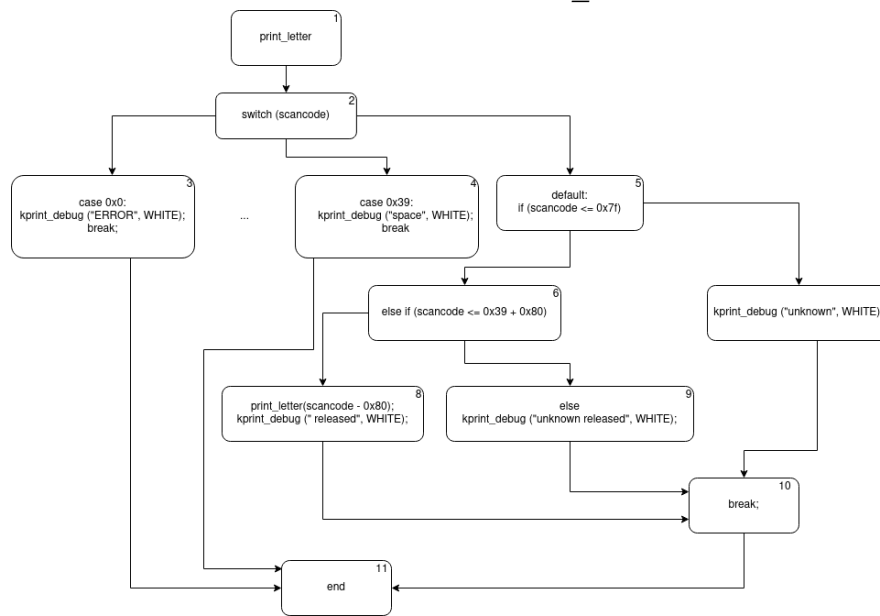 1
print_letter
2
switch (scancode)
3
case 0x0:
kprint_debug ("ERROR", WHITE);
break;
...
4
case 0x39:
kprint_debug ("space", WHITE);
break
5
default:
if (scancode <= 0x7f)
6
else if (scancode <= 0x39 + 0x80)
kprint_debug ("unknown", WHITE)
8
print_letter(scancode - 0x80);
kprint_debug (" released", WHITE);
9
else
kprint_debug ("unknown released", WHITE);
10
break;
11
end